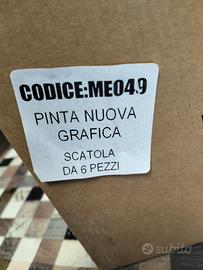 CODICE:ME049
PINTA NUOVA
GRAFICA
SCATOLA
DA 6 PEZZI
subito